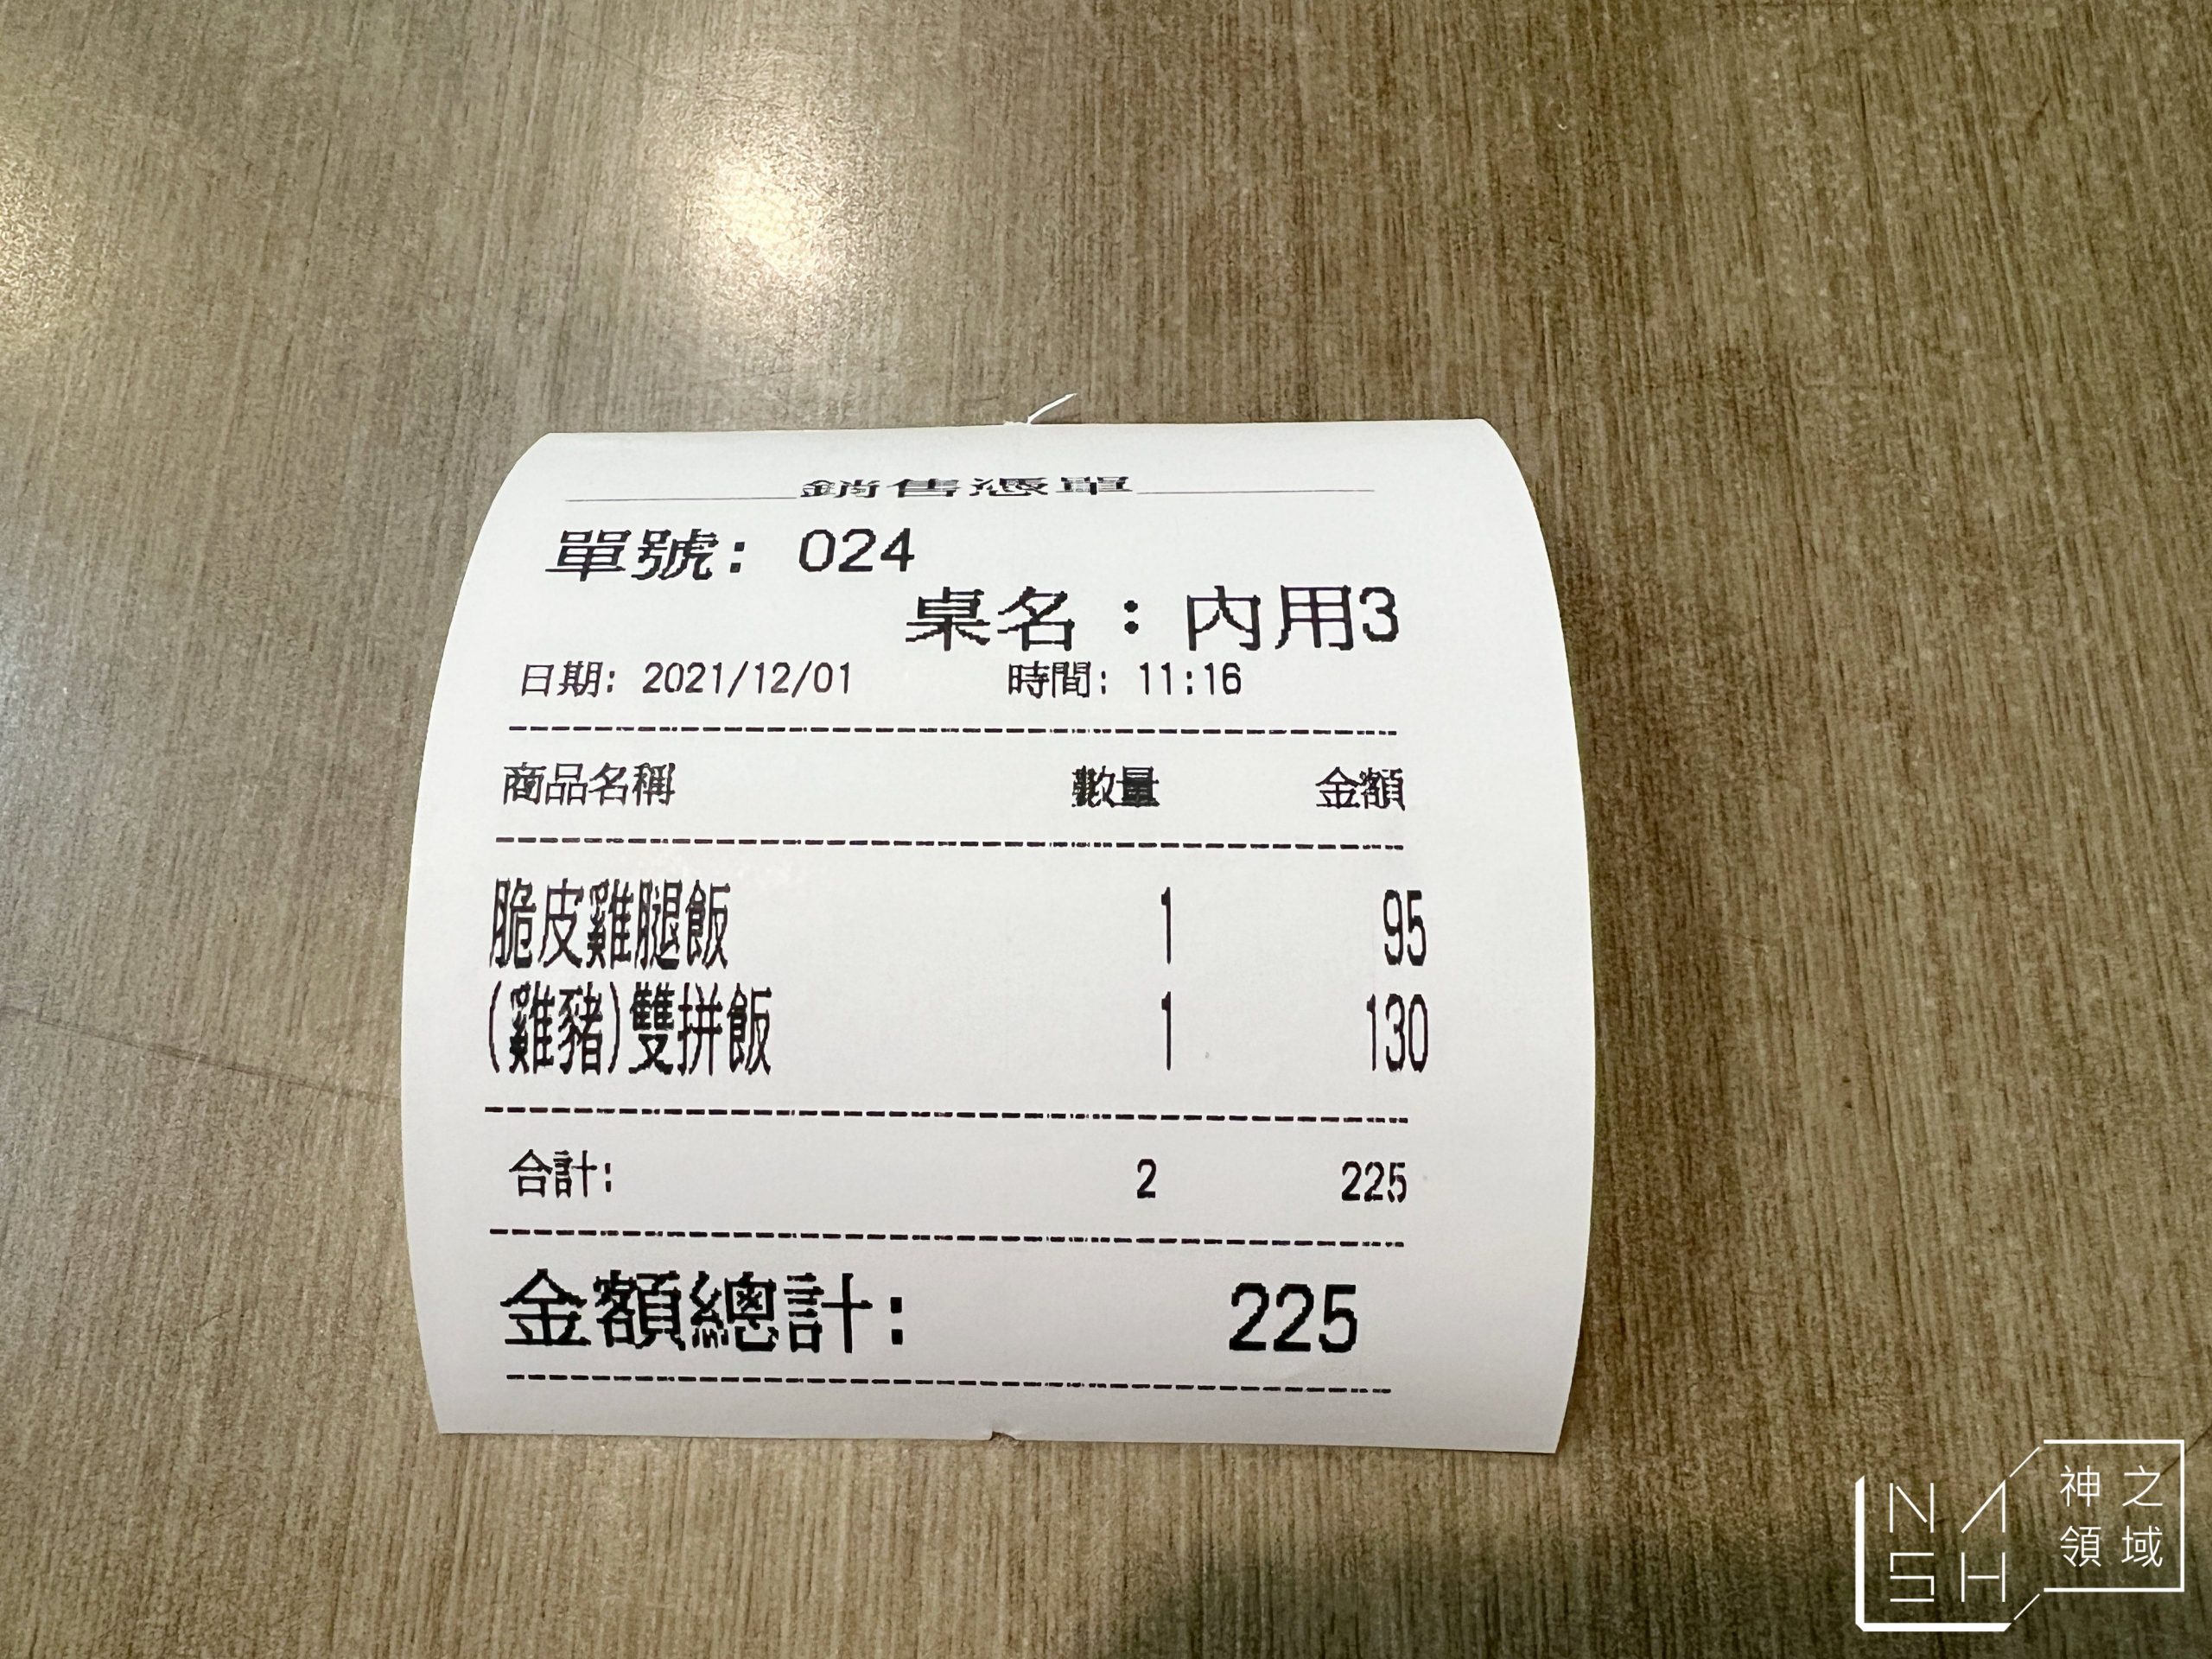 銷售憑單
單號: 024
桌名：內用3
日期: 2021/12/01 時間: 11:16
商品名稱 數量 金額
脆皮雞腿飯 1 95
(雞豬)雙拼飯 1 130
合計: 2 225
金額總計: 225
NASH
神之領域